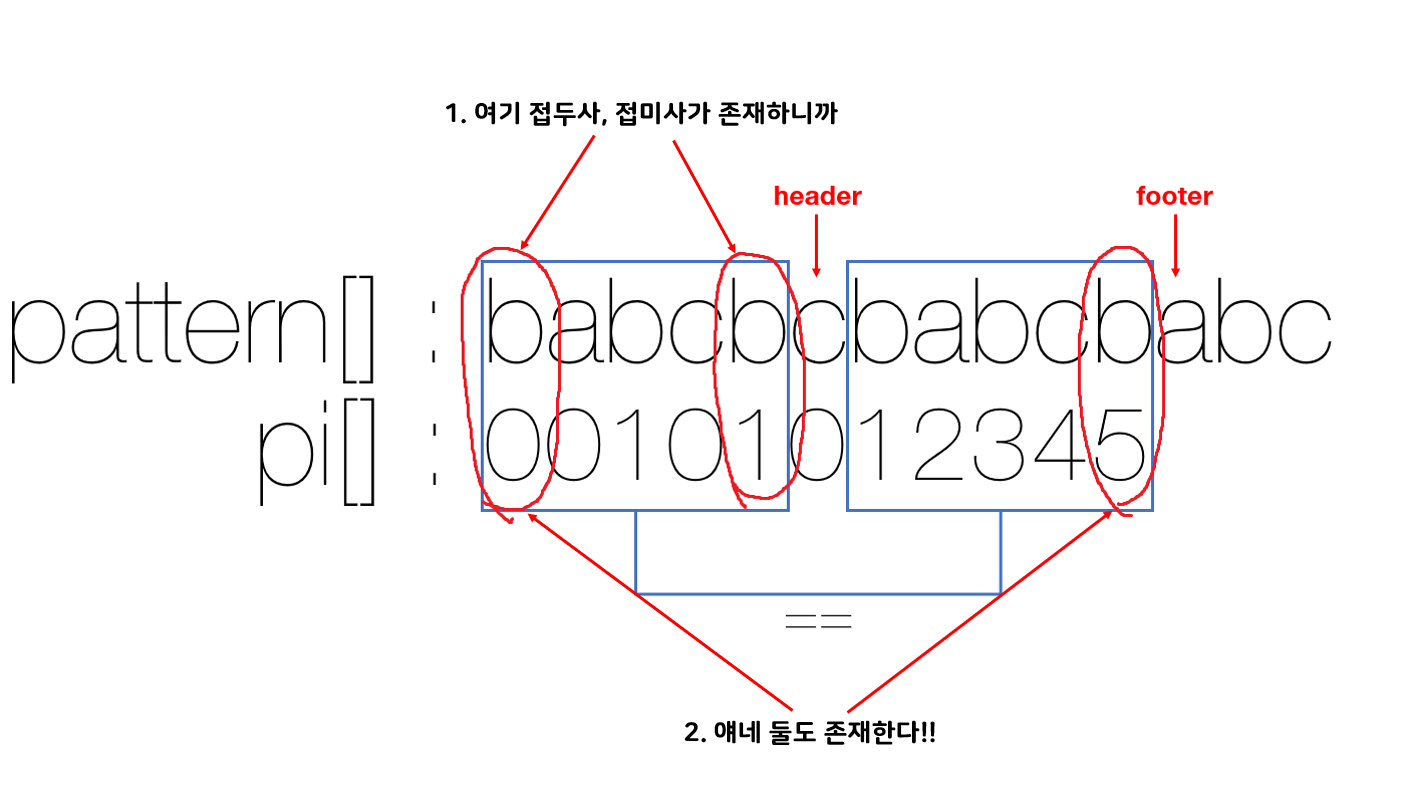 1. 여기 접두사, 접미사가 존재하니까
header footer
pattern[] : babcbcbabcbabc
pi[] : 00101012345
==
2. 얘네 둘도 존재한다!!